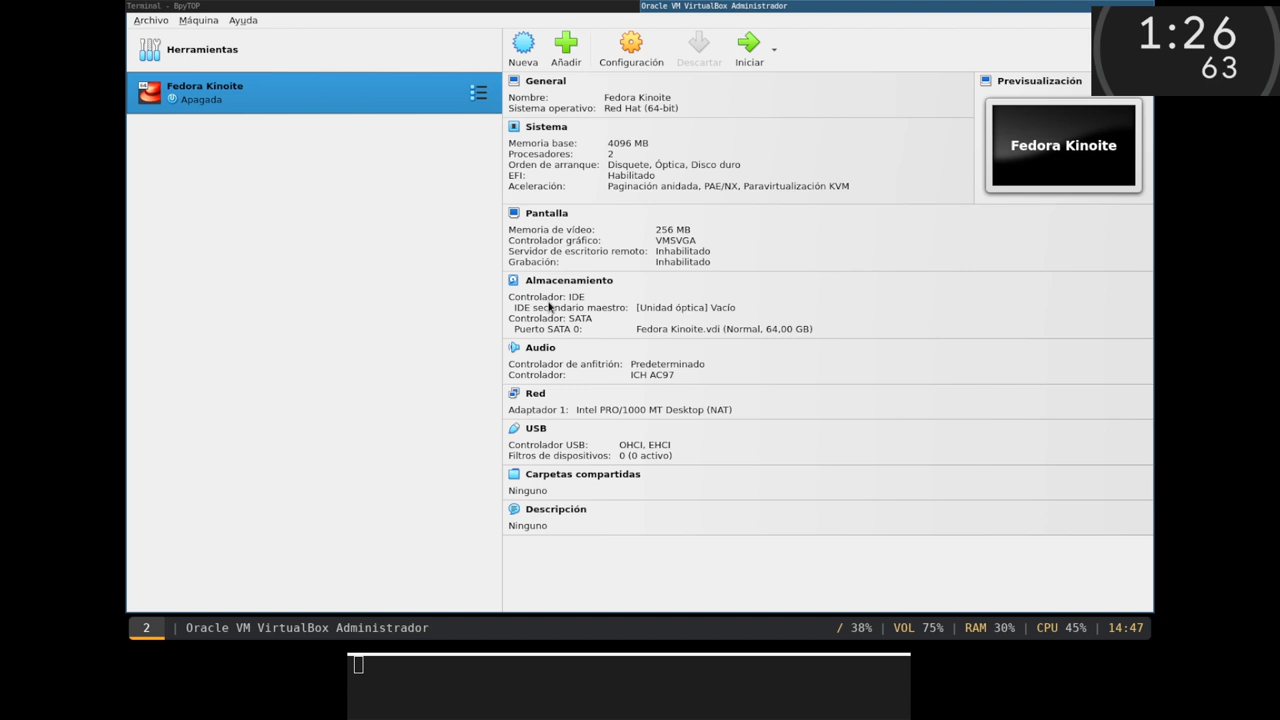 Terminal - BpyTOP
Oracle VM VirtualBox Administrador
1:26
63
Archivo Máquina Ayuda
Herramientas
Nueva Añadir Configuración Descartar Iniciar
Fedora Kinoite
Apagada
General
Nombre: Fedora Kinoite
Sistema operativo: Red Hat (64-bit)
Previsualización
Fedora Kinoite
Sistema
Memoria base: 4096 MB
Procesadores: 2
Orden de arranque: Disquete, Óptica, Disco duro
EFI: Habilitado
Aceleración: Paginación anidada, PAE/NX, Paravirtualización KVM
Pantalla
Memoria de vídeo: 256 MB
Controlador gráfico: VMSVGA
Servidor de escritorio remoto: Inhabilitado
Grabación: Inhabilitado
Almacenamiento
Controlador: IDE
IDE secundario maestro: [Unidad óptica] Vacío
Controlador: SATA
Puerto SATA 0: Fedora Kinoite.vdi (Normal, 64,00 GB)
Audio
Controlador de anfitrión: Predeterminado
Controlador: ICH AC97
Red
Adaptador 1: Intel PRO/1000 MT Desktop (NAT)
USB
Controlador USB: OHCI, EHCI
Filtros de dispositivos: 0 (0 activo)
Carpetas compartidas
Ninguno
Descripción
Ninguno
2 | Oracle VM VirtualBox Administrador
/ 38% | VOL 75% | RAM 30% | CPU 45% | 14:47